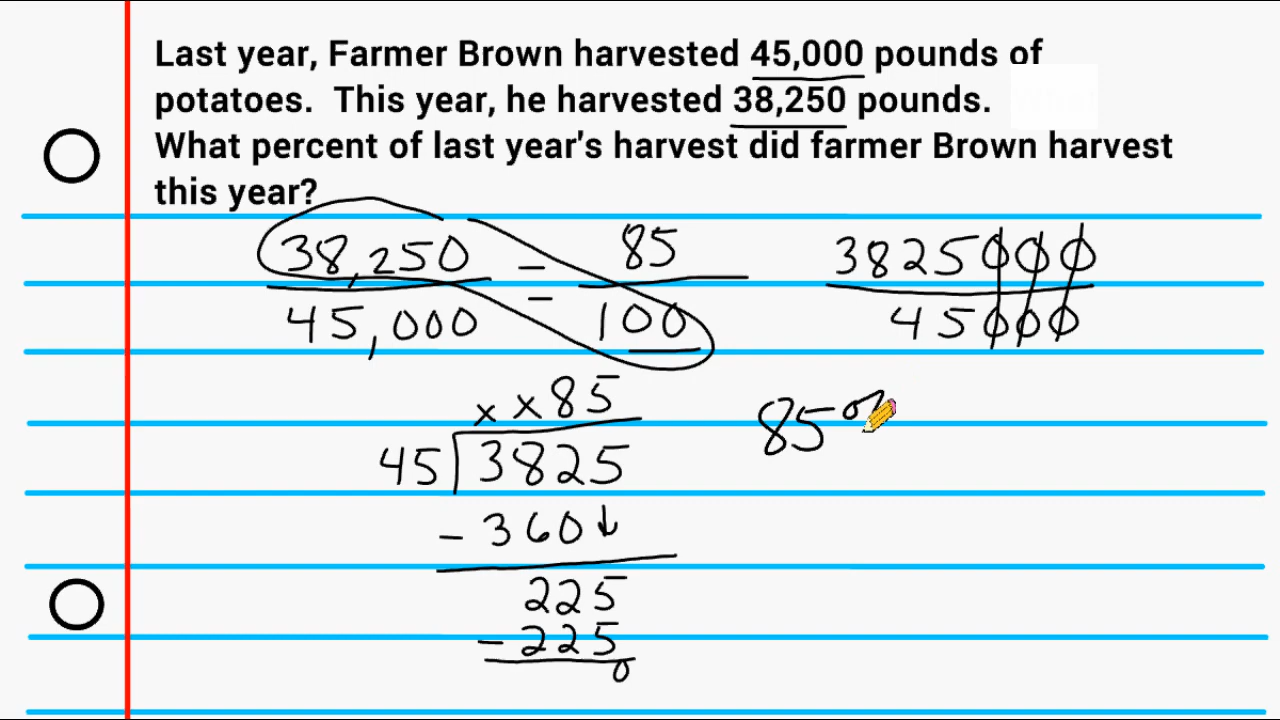 Last year, Farmer Brown harvested 45,000 pounds of
potatoes. This year, he harvested 38,250 pounds.
What percent of last year's harvest did farmer Brown harvest
this year?
38,250 = 85 3825000
45,000 100 45000
x x 85
45 3825
- 360↓
85%
225
- 225
0